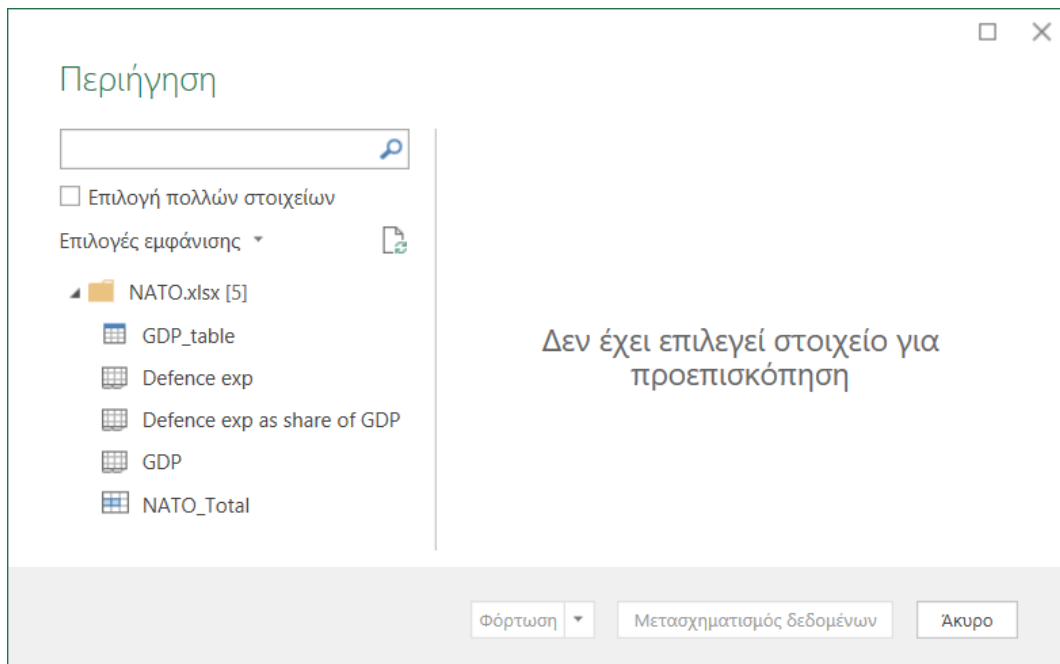 Περιήγηση
Επιλογή πολλών στοιχείων
Επιλογές εμφάνισης
NATO.xlsx [5]
GDP_table
Defence exp
Defence exp as share of GDP
GDP
NATO_Total
Δεν έχει επιλεγεί στοιχείο για
προεπισκόπηση
Φόρτωση
Μετασχηματισμός δεδομένων
Άκυρο